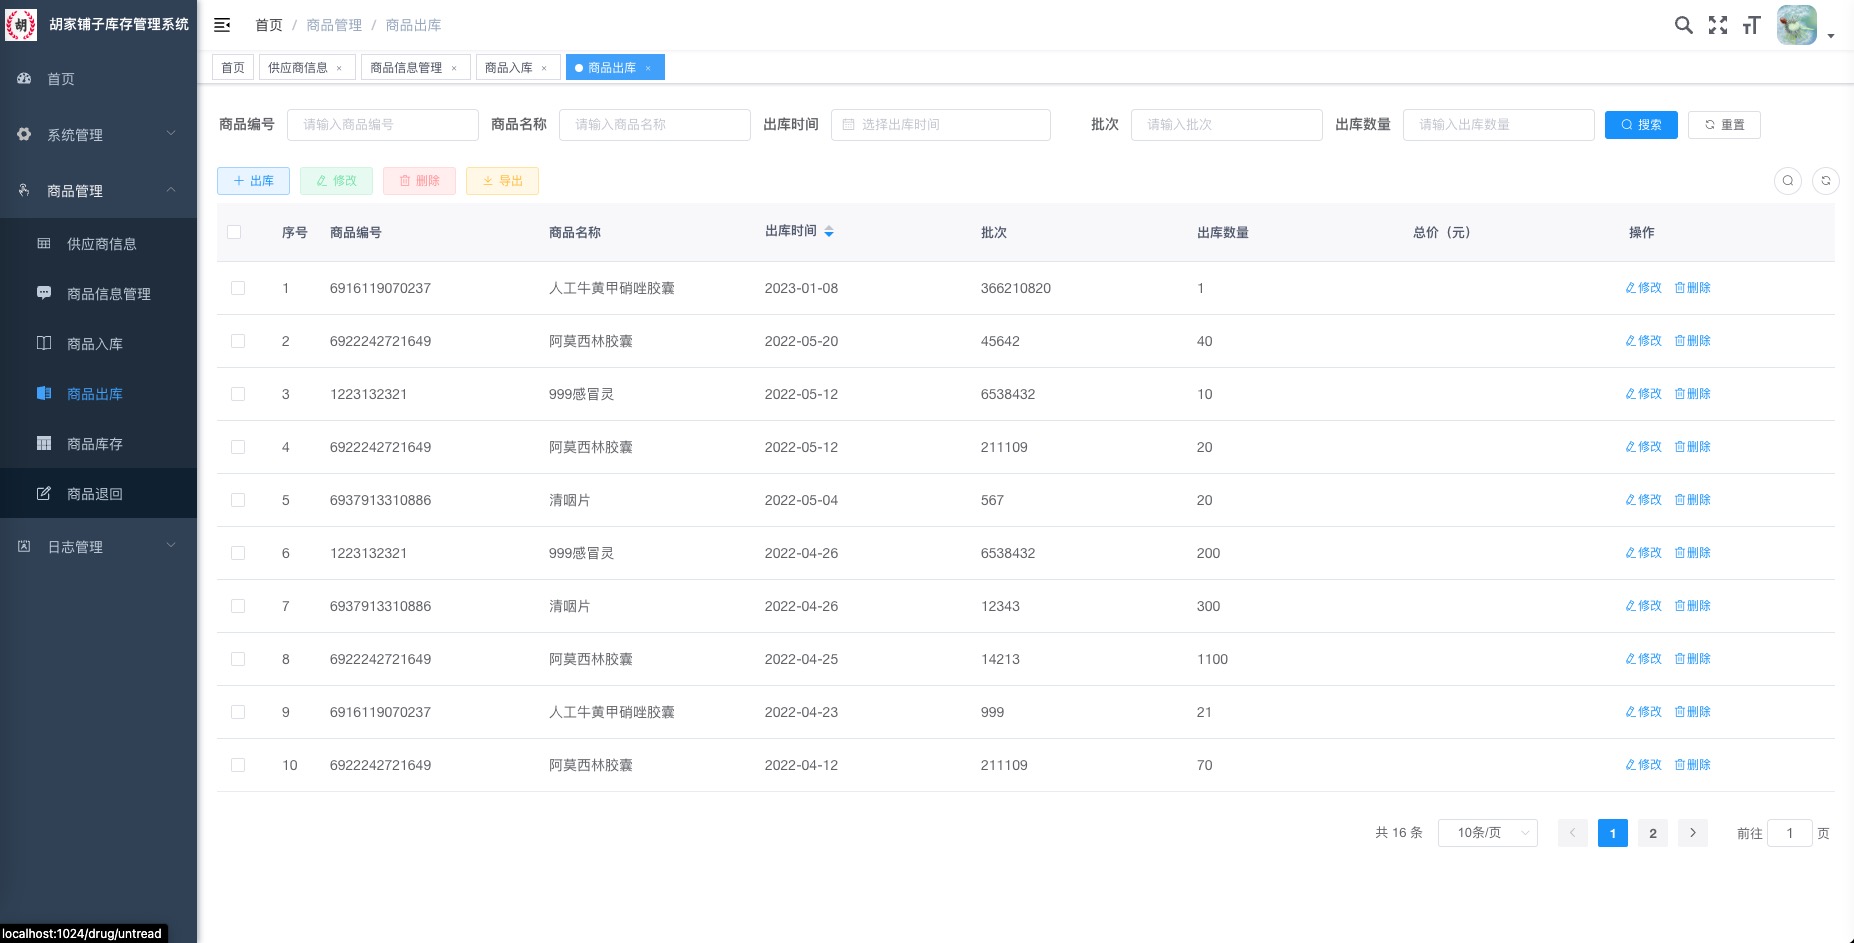 胡 胡家铺子库存管理系统
首页
系统管理
商品管理
供应商信息
商品信息管理
商品入库
商品出库
商品库存
商品退回
日志管理
localhost:1024/drug/untread
首页 / 商品管理 / 商品出库
首页 供应商信息 × 商品信息管理 × 商品入库 × 商品出库 ×
商品编号 请输入商品编号 商品名称 请输入商品名称 出库时间 选择出库时间 批次 请输入批次 出库数量 请输入出库数量 搜索 重置
出库 修改 删除 导出
序号 商品编号 商品名称 出库时间 批次 出库数量 总价（元） 操作
1 6916119070237 人工牛黄甲硝唑胶囊 2023-01-08 366210820 1 修改 删除
2 6922242721649 阿莫西林胶囊 2022-05-20 45642 40 修改 删除
3 1223132321 999感冒灵 2022-05-12 6538432 10 修改 删除
4 6922242721649 阿莫西林胶囊 2022-05-12 211109 20 修改 删除
5 6937913310886 清咽片 2022-05-04 567 20 修改 删除
6 1223132321 999感冒灵 2022-04-26 6538432 200 修改 删除
7 6937913310886 清咽片 2022-04-26 12343 300 修改 删除
8 6922242721649 阿莫西林胶囊 2022-04-25 14213 1100 修改 删除
9 6916119070237 人工牛黄甲硝唑胶囊 2022-04-23 999 21 修改 删除
10 6922242721649 阿莫西林胶囊 2022-04-12 211109 70 修改 删除
共 16 条 10条/页 1 2 前往 1 页